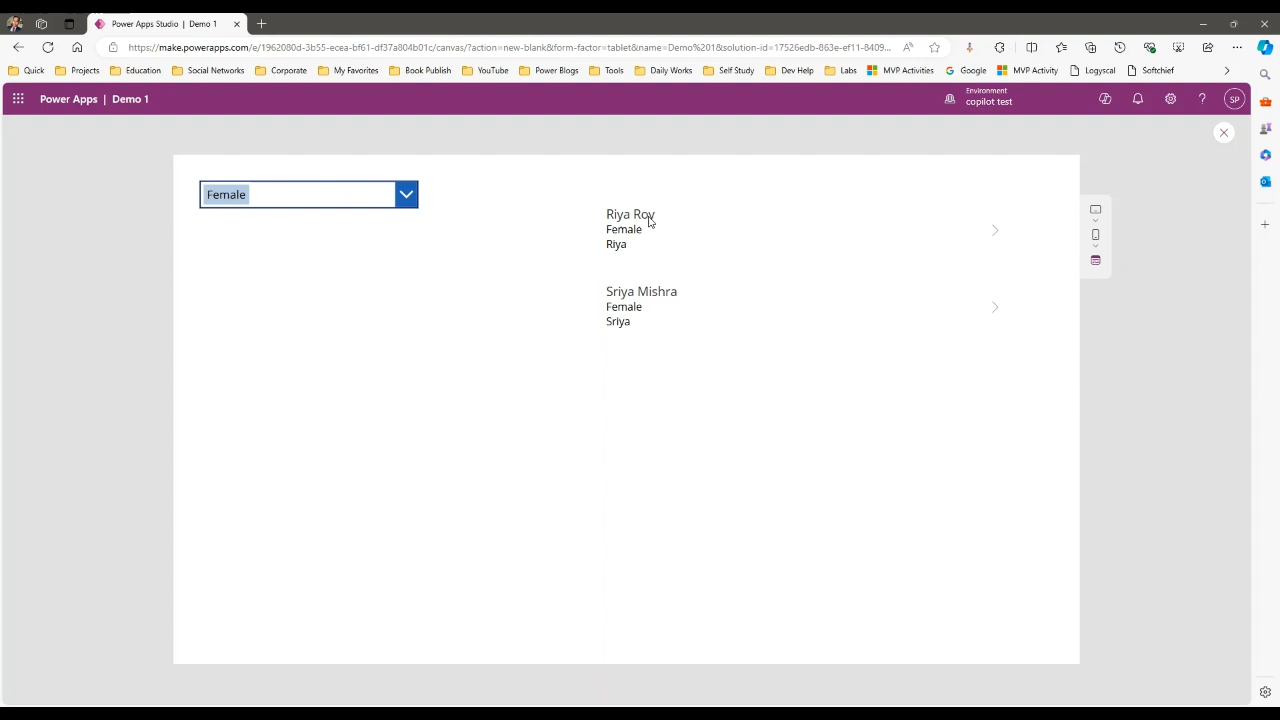 Power Apps Studio | Demo 1
https://make.powerapps.com/e/1962080d-3b55-ecea-bf61-df37a804b01c/canvas/?action=new-blank&form-factor=tablet&name=Demo%201&solution-id=17526edb-863e-ef11-8409...
Quick
Projects
Education
Social Networks
Corporate
My Favorites
Book Publish
YouTube
Power Blogs
Tools
Daily Works
Self Study
Dev Help
Labs
MVP Activities
Google
MVP Activity
Logyscal
Softchief
Power Apps | Demo 1
Environment
copilot test
SP
Female
Riya Roy
Female
Riya
Sriya Mishra
Female
Sriya